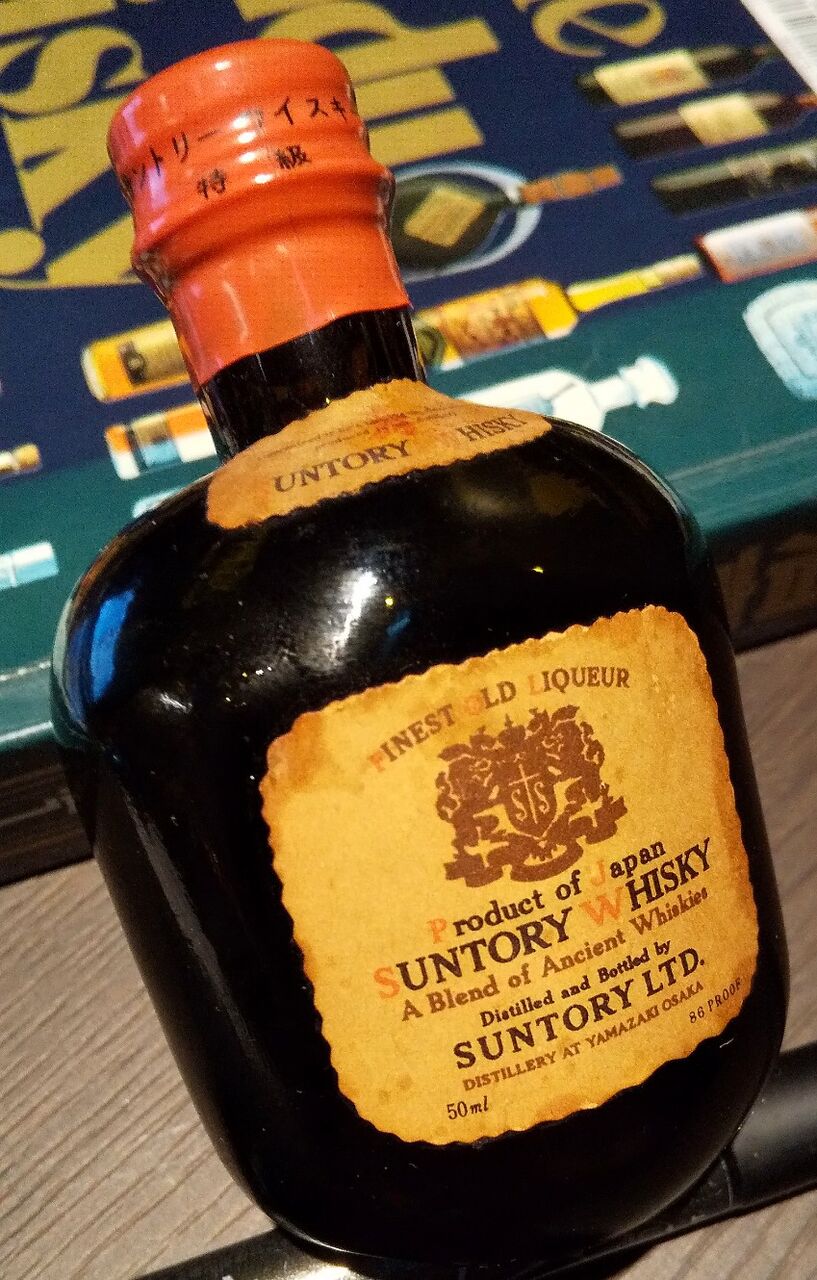 サントリーウイスキー
特級
SUNTORY WHISKY
FINEST OLD LIQUEUR
Product of Japan
SUNTORY WHISKY
A Blend of Ancient Whiskies
Distilled and Bottled by
SUNTORY LTD.
DISTILLERY AT YAMAZAKI OSAKA
86 PROOF
50ml